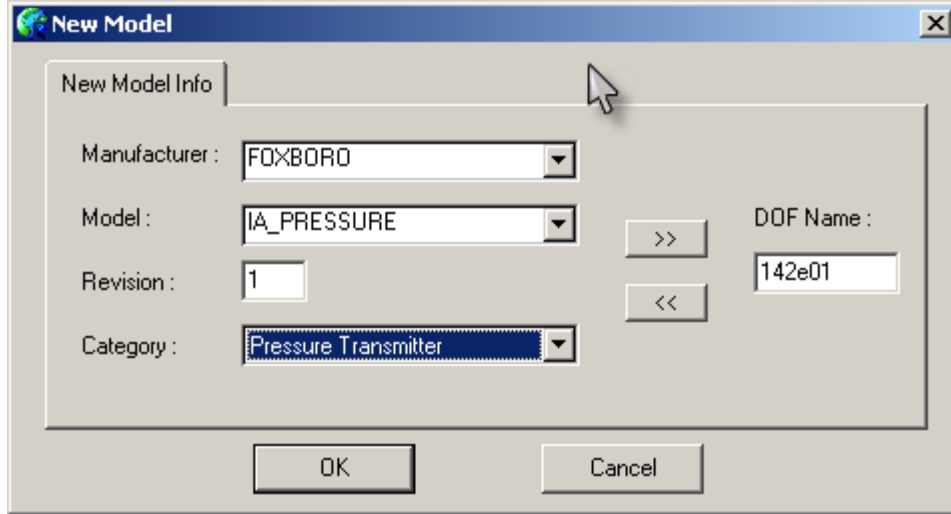 New Model
New Model Info
Manufacturer :
FOXBORO
Model :
IA_PRESSURE
>>
DOF Name :
Revision :
1
142e01
<<
Category :
Pressure Transmitter
OK
Cancel